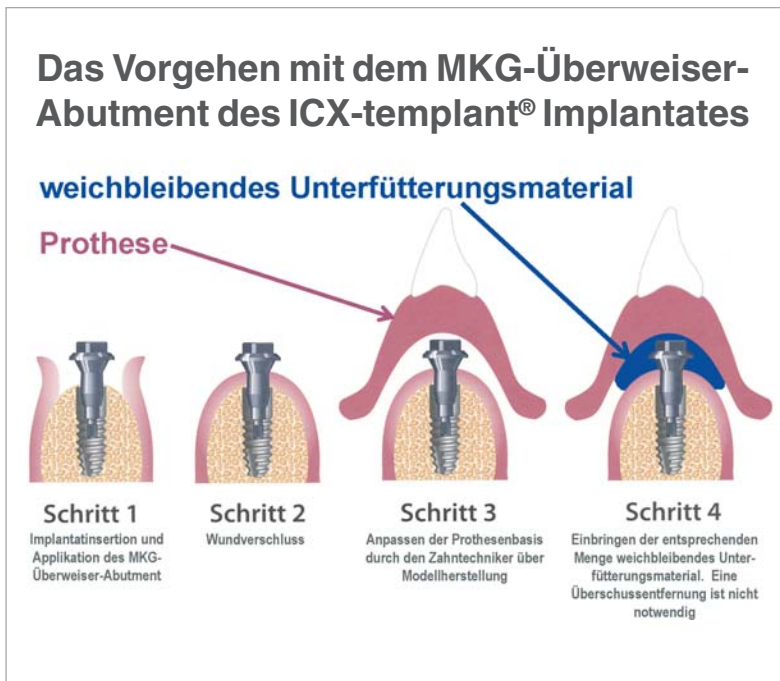 Das Vorgehen mit dem MKG-Überweiser-
Abutment des ICX-templant® Implantates
weichbleibendes Unterfütterungsmaterial
Prothese
Schritt 1
Implantatinsertion und
Applikation des MKG-
Überweiser-Abutment
Schritt 2
Wundverschluss
Schritt 3
Anpassen der Prothesenbasis
durch den Zahntechniker über
Modellherstellung
Schritt 4
Einbringen der entsprechenden
Menge weichbleibendes Unter-
fütterungsmaterial. Eine
Überschussentfernung ist nicht
notwendig